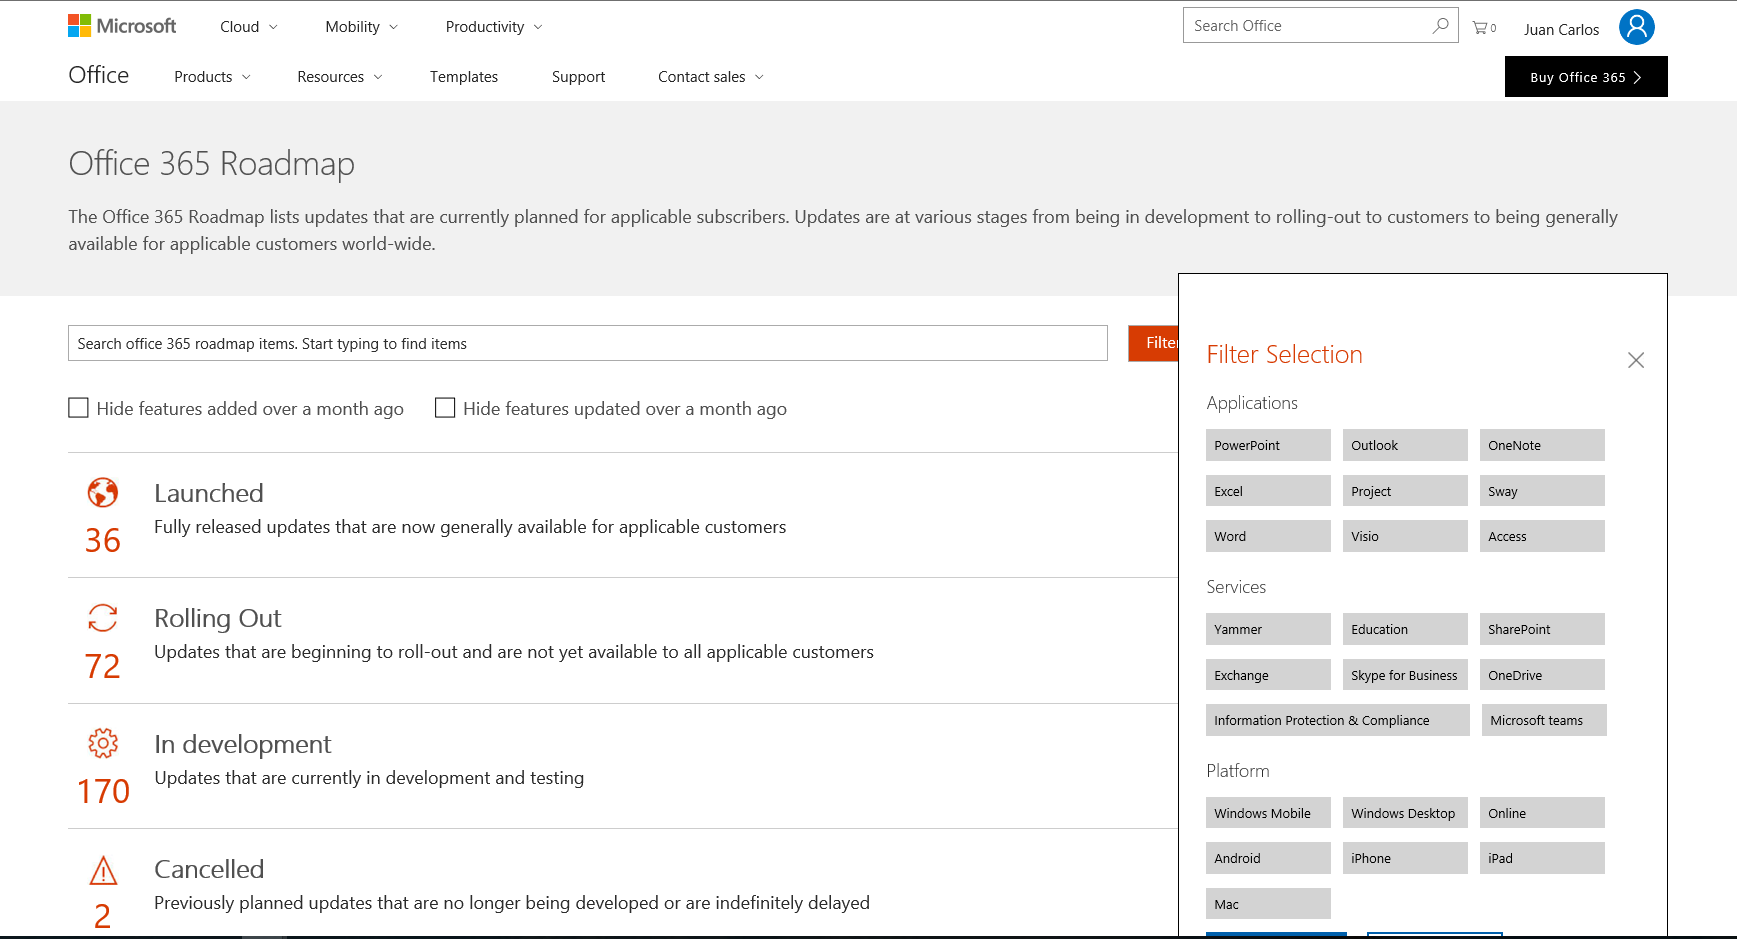 Microsoft
Cloud
Mobility
Productivity
Search Office
0
Juan Carlos
Office
Products
Resources
Templates
Support
Contact sales
Buy Office 365
Office 365 Roadmap
The Office 365 Roadmap lists updates that are currently planned for applicable subscribers. Updates are at various stages from being in development to rolling-out to customers to being generally
available for applicable customers world-wide.
Search office 365 roadmap items. Start typing to find items
Filte
Hide features added over a month ago
Hide features updated over a month ago
Launched
36
Fully released updates that are now generally available for applicable customers
Rolling Out
72
Updates that are beginning to roll-out and are not yet available to all applicable customers
In development
170
Updates that are currently in development and testing
Cancelled
2
Previously planned updates that are no longer being developed or are indefinitely delayed
Filter Selection
Applications
PowerPoint
Outlook
OneNote
Excel
Project
Sway
Word
Visio
Access
Services
Yammer
Education
SharePoint
Exchange
Skype for Business
OneDrive
Information Protection & Compliance
Microsoft teams
Platform
Windows Mobile
Windows Desktop
Online
Android
iPhone
iPad
Mac